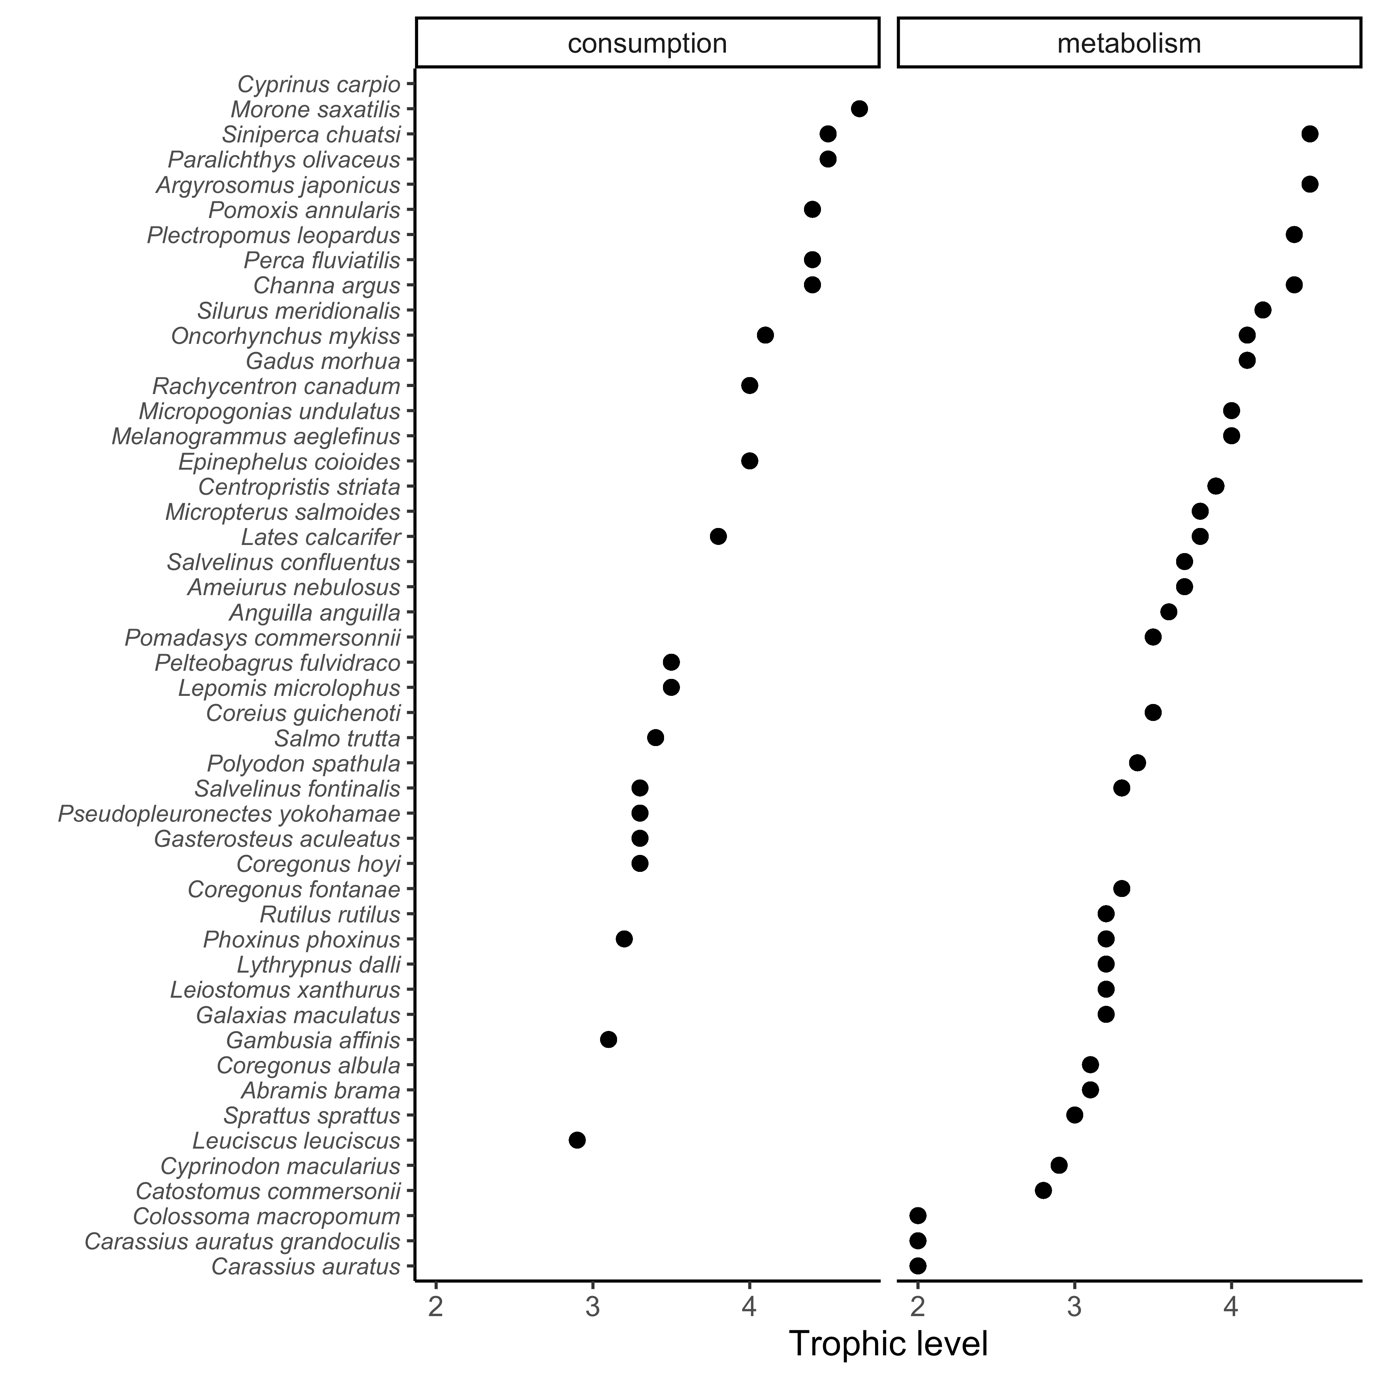 consumption metabolism
Cyprinus carpio
Morone saxatilis
Siniperca chuatsi
Paralichthys olivaceus
Argyrosomus japonicus
Pomoxis annularis
Plectropomus leopardus
Perca fluviatilis
Channa argus
Silurus meridionalis
Oncorhynchus mykiss
Gadus morhua
Rachycentron canadum
Micropogonias undulatus
Melanogrammus aeglefinus
Epinephelus coioides
Centropristis striata
Micropterus salmoides
Lates calcarifer
Salvelinus confluentus
Ameiurus nebulosus
Anguilla anguilla
Pomadasys commersonnii
Pelteobagrus fulvidraco
Lepomis microlophus
Coreius guichenoti
Salmo trutta
Polyodon spathula
Salvelinus fontinalis
Pseudopleuronectes yokohamae
Gasterosteus aculeatus
Coregonus hoyi
Coregonus fontanae
Rutilus rutilus
Phoxinus phoxinus
Lythrypnus dalli
Leiostomus xanthurus
Galaxias maculatus
Gambusia affinis
Coregonus albula
Abramis brama
Sprattus sprattus
Leuciscus leuciscus
Cyprinodon macularius
Catostomus commersonii
Colossoma macropomum
Carassius auratus grandoculis
Carassius auratus
2 3 4 2 3 4
Trophic level